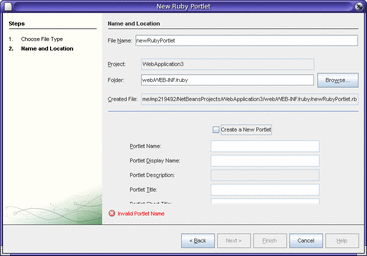 New Ruby Portlet
Steps
1. Choose File Type
2. Name and Location
Name and Location
File Name: newRubyPortlet
Project: WebApplication3
Folder: web/WEB-INF/ruby Browse...
Created File: me/mp219492/NetBeansProjects/WebApplication3/web/WEB-INF/ruby/newRubyPortlet.rb
Create a New Portlet
Portlet Name:
Portlet Display Name:
Portlet Description:
Portlet Title:
Portlet Short Title:
Invalid Portlet Name
< Back Next > Finish Cancel Help